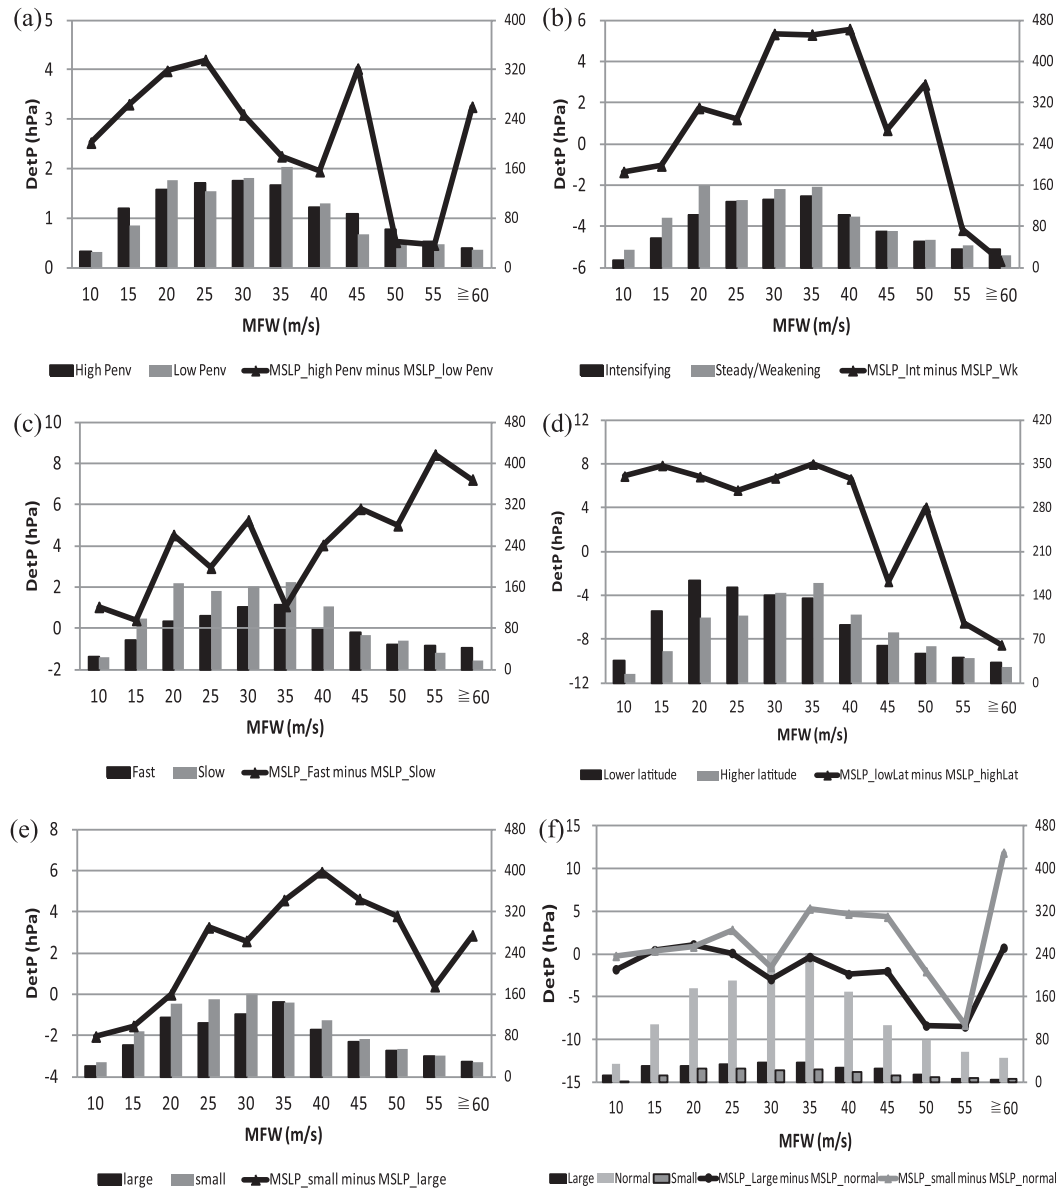 (a)
5 400
4 320
3 240
2 160
1 80
0 0
DetP (hPa)
10 15 20 25 30 35 40 45 50 55 ≧60
MFW (m/s)
High Penv Low Penv MSLP_high Penv minus MSLP_low Penv
(b)
6 480
4 400
2 320
0 240
-2 160
-4 80
-6 0
DetP (hPa)
10 15 20 25 30 35 40 45 50 55 ≧60
MFW (m/s)
Intensifying Steady/Weakening MSLP_Int minus MSLP_Wk
(c)
10 480
8 400
6 320
4 240
2 160
0 80
-2 0
DetP (hPa)
10 15 20 25 30 35 40 45 50 55 ≧60
MFW (m/s)
Fast Slow MSLP_Fast minus MSLP_Slow
(d)
12 420
8 350
4 280
0 210
-4 140
-8 70
-12 0
DetP (hPa)
10 15 20 25 30 35 40 45 50 55 ≧60
MFW (m/s)
Lower latitude Higher latitude MSLP_lowLat minus MSLP_highLat
(e)
8 480
6 400
4 320
2 240
0 160
-2 80
-4 0
DetP (hPa)
10 15 20 25 30 35 40 45 50 55 ≧60
MFW (m/s)
large small MSLP_small minus MSLP_large
(f)
15 480
10 400
5 320
0 240
-5 160
-10 80
-15 0
DetP (hPa)
10 15 20 25 30 35 40 45 50 55 ≧60
MFW (m/s)
Large Normal Small MSLP_Large minus MSLP_normal MSLP_small minus MSLP_normal